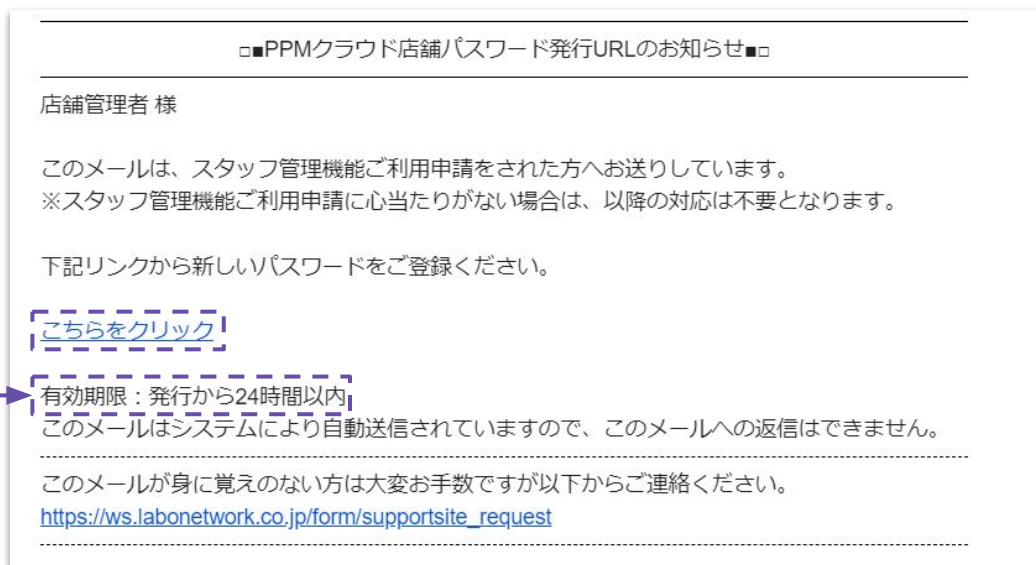 □■PPMクラウド店舗パスワード発行URLのお知らせ■□
店舗管理者 様
このメールは、スタッフ管理機能ご利用申請をされた方へお送りしています。
※スタッフ管理機能ご利用申請に心当たりがない場合は、以降の対応は不要となります。
下記リンクから新しいパスワードをご登録ください。
こちらをクリック
有効期限：発行から24時間以内
このメールはシステムにより自動送信されていますので、このメールへの返信はできません。
このメールが身に覚えのない方は大変お手数ですが以下からご連絡ください。
https://ws.labonetwork.co.jp/form/supportsite_request